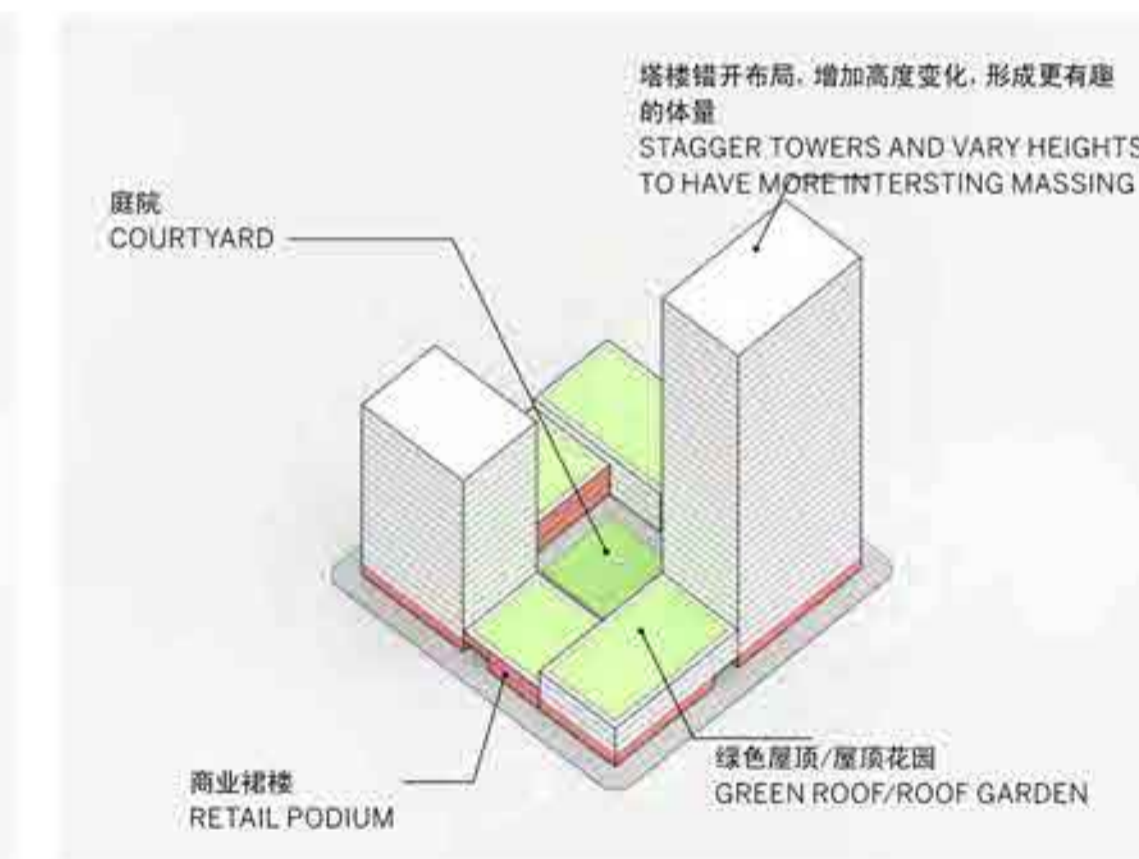 塔楼错开布局，增加高度变化，形成更有趣
的体量
STAGGER TOWERS AND VARY HEIGHTS
TO HAVE MORE INTERSTING MASSING
庭院
COURTYARD
商业裙楼
RETAIL PODIUM
绿色屋顶/屋顶花园
GREEN ROOF/ROOF GARDEN